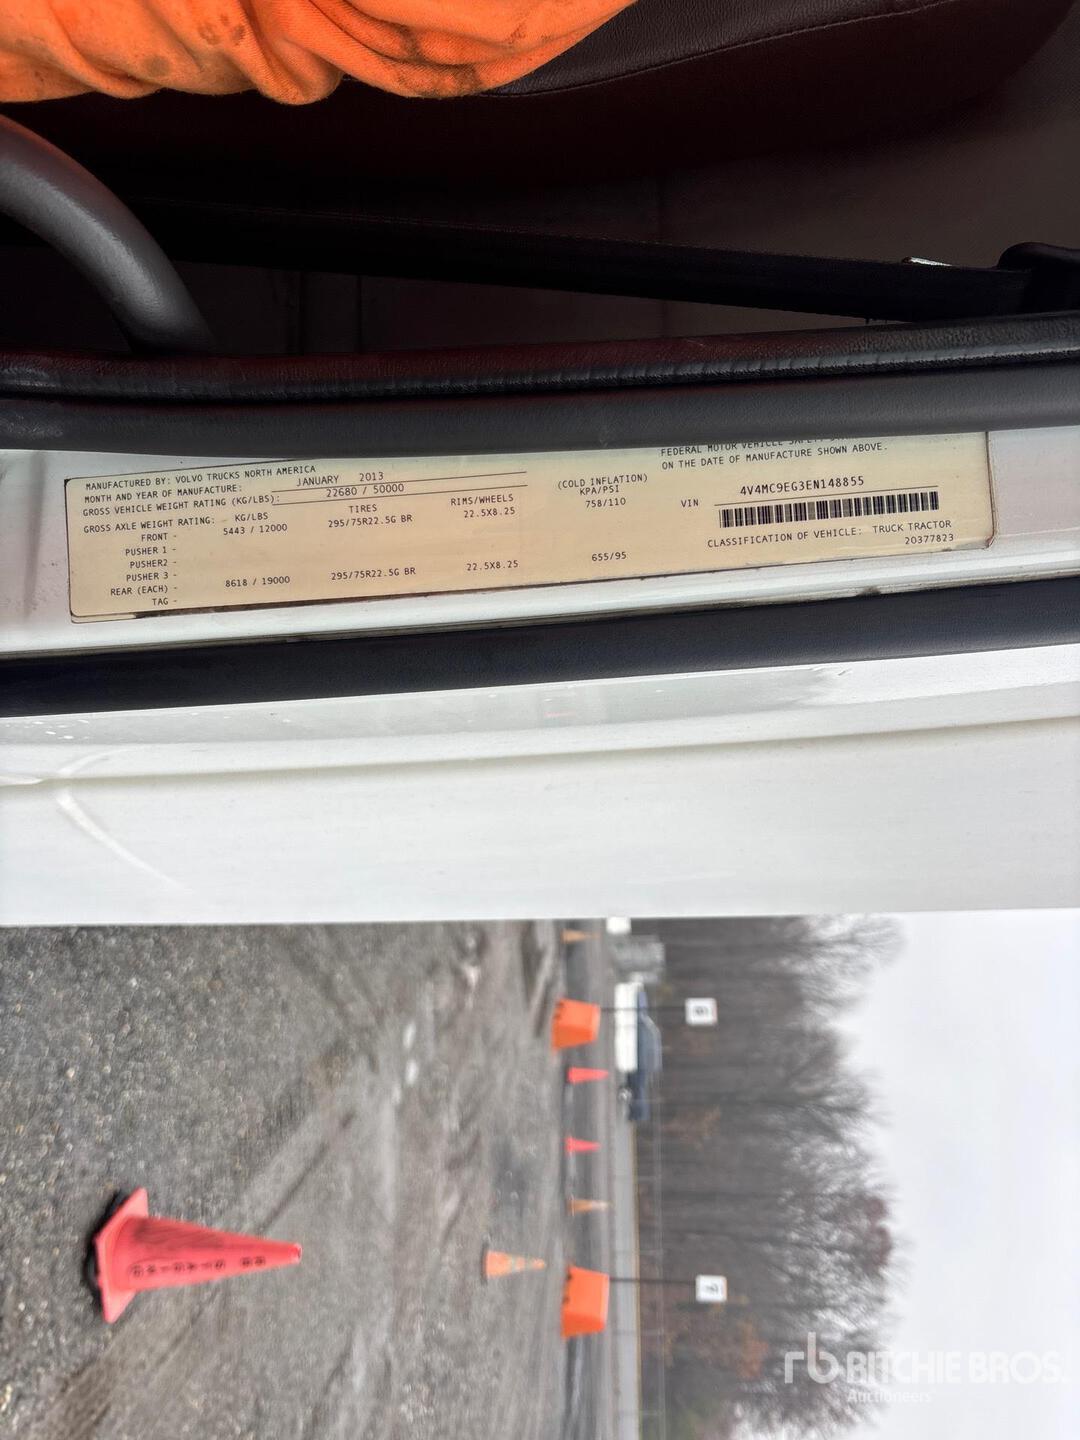 MANUFACTURED BY: VOLVO TRUCKS NORTH AMERICA
MONTH AND YEAR OF MANUFACTURE: JANUARY 2013
GROSS VEHICLE WEIGHT RATING (KG/LBS): 22680 / 50000
GROSS AXLE WEIGHT RATING: KG/LBS TIRES RIMS/WHEELS (COLD INFLATION) KPA/PSI
FRONT - 5443 / 12000 295/75R22.5G BR 22.5X8.25 758/110
PUSHER 1 -
PUSHER2 -
PUSHER 3 -
REAR (EACH) - 8618 / 19000 295/75R22.5G BR 22.5X8.25 655/95
TAG -
FEDERAL MOTOR VEHICLE SAFETY
ON THE DATE OF MANUFACTURE SHOWN ABOVE.
VIN 4V4MC9EG3EN148855
CLASSIFICATION OF VEHICLE: TRUCK TRACTOR
20377823
7
rb RITCHIE BROS.
Auctioneers